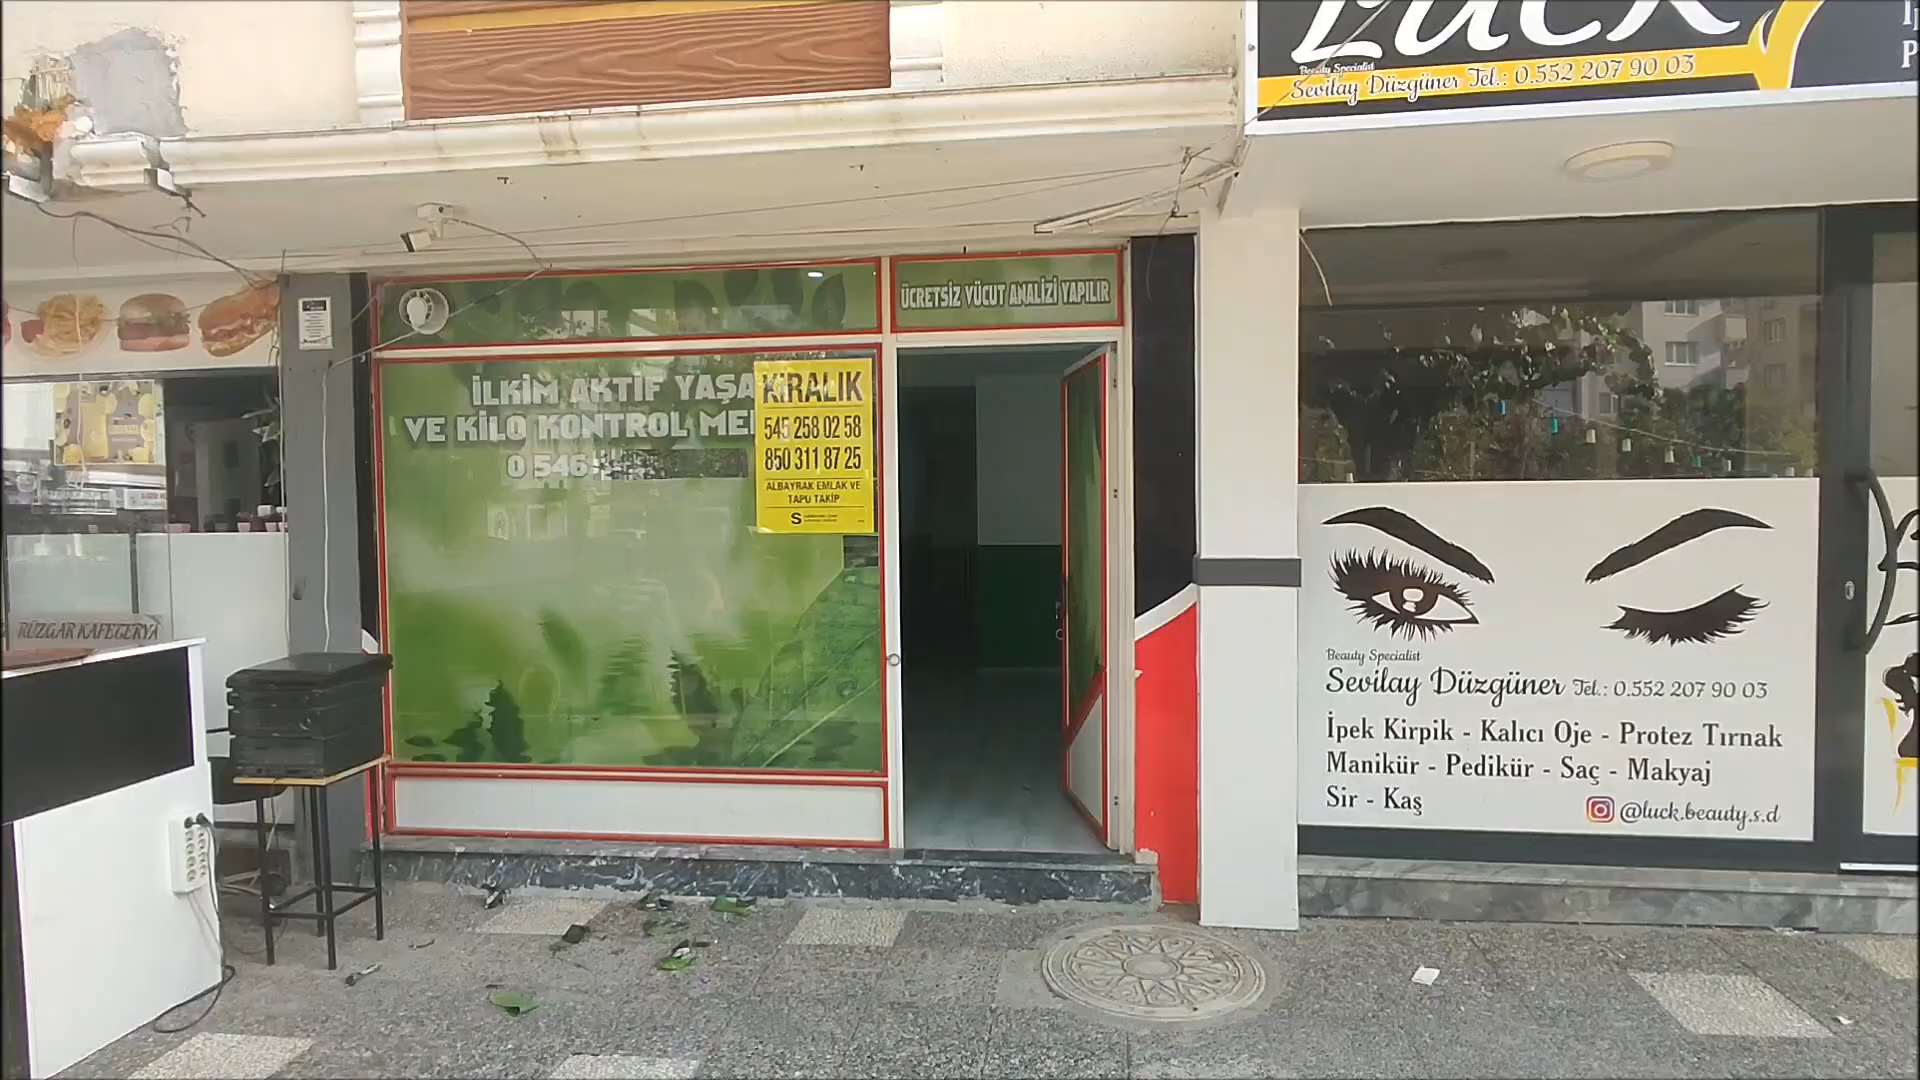 Luck
Beauty Specialist
Sevilay Düzgüner Tel.: 0.552 207 90 03
ÜCRETSİZ VÜCUT ANALİZİ YAPILIR
İLKİM AKTİF YAŞA
VE KİLO KONTROL ME
0 546
KİRALIK
545 258 02 58
850 311 87 25
ALBAYRAK EMLAK VE
TAPU TAKİP
S
RÜZGAR KAFETERYA
Beauty Specialist
Sevilay Düzgüner Tel.: 0.552 207 90 03
İpek Kirpik - Kalıcı Oje - Protez Tırnak
Manikür - Pedikür - Saç - Makyaj
Sir - Kaş
@luck.beauty.s.d